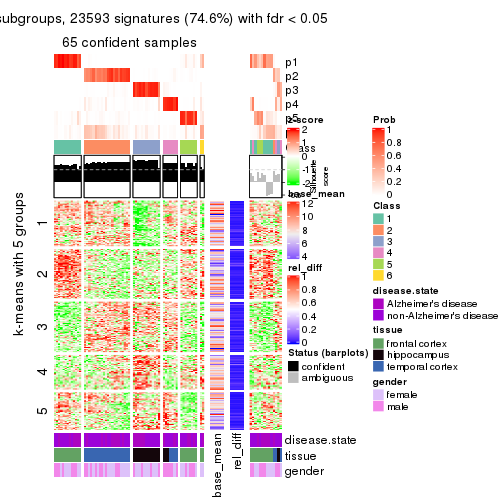 subgroups, 23593 signatures (74.6%) with fdr < 0.05
65 confident samples
p1
p2
p3
p4
p5
z-score
2
1
0
-1
-2
Silhouette
score
base_mean
12
10
8
6
4
rel_diff
1
0.8
0.6
0.4
0.2
0
Status (barplots)
confident
ambiguous
Prob
1
0.8
0.6
0.4
0.2
0
Class
1
2
3
4
5
6
disease.state
Alzheimer's disease
non-Alzheimer's disease
tissue
frontal cortex
hippocampus
temporal cortex
gender
female
male
k-means with 5 groups
1
2
3
4
5
disease.state
tissue
gender
base_mean
rel_diff